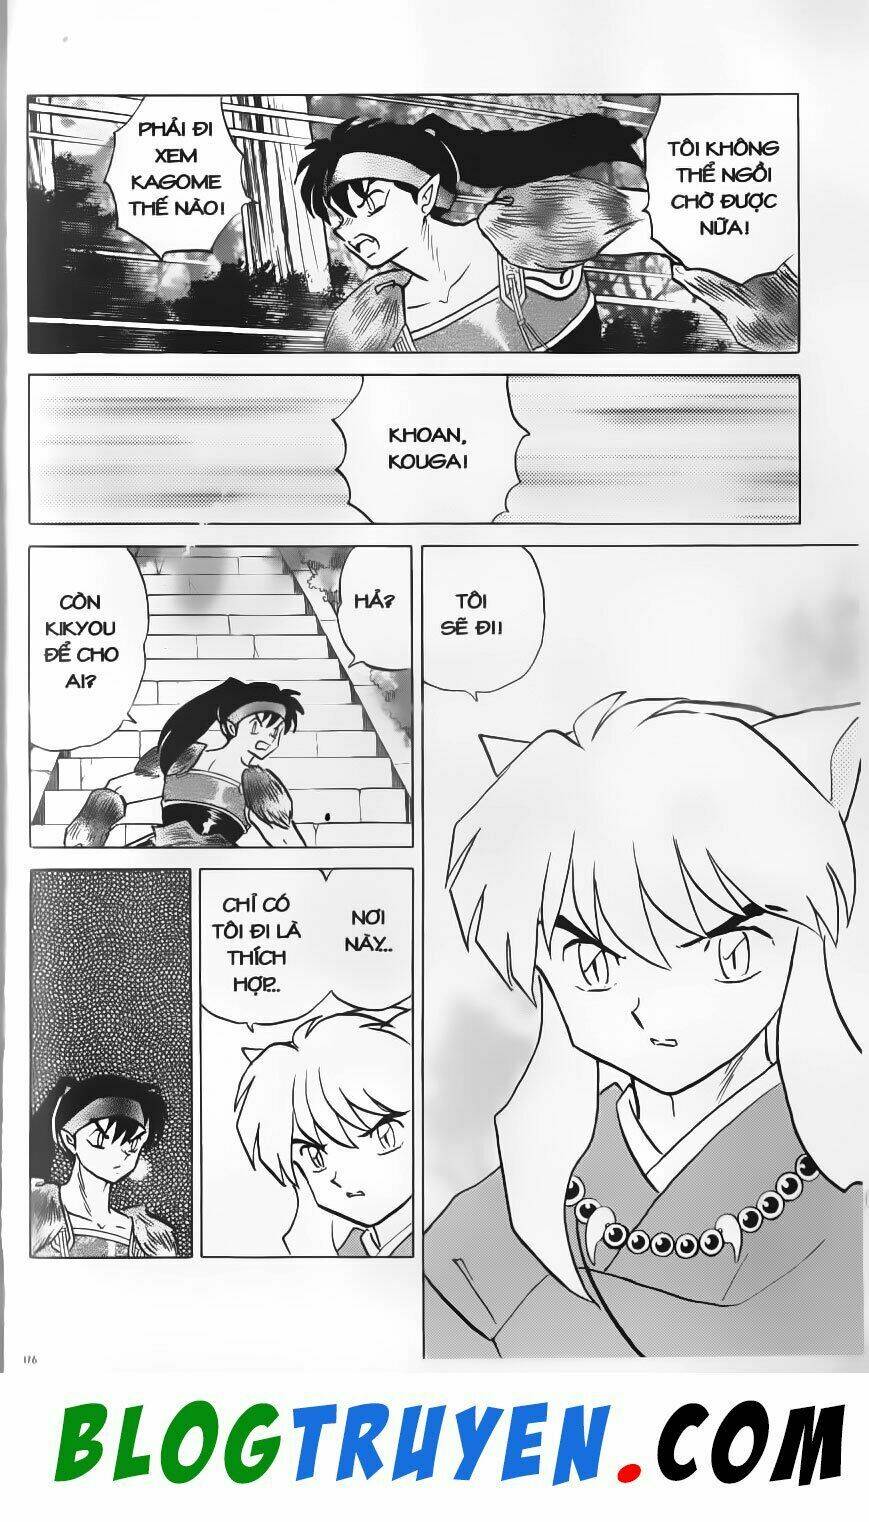 TÔI KHÔNG
THỂ NGỒI
CHỜ ĐƯỢC
NỮA!
PHẢI ĐI
XEM
KAGOME
THẾ NÀO!
KHOAN,
KOUGA!
TÔI
SẼ ĐI!
HẢ?
CÒN
KIKYOU
ĐỂ CHO
AI?
NƠI
NÀY...
CHỈ CÓ
TÔI ĐI LÀ
THÍCH
HỢP...
176
BLOGTRUYEN.COM